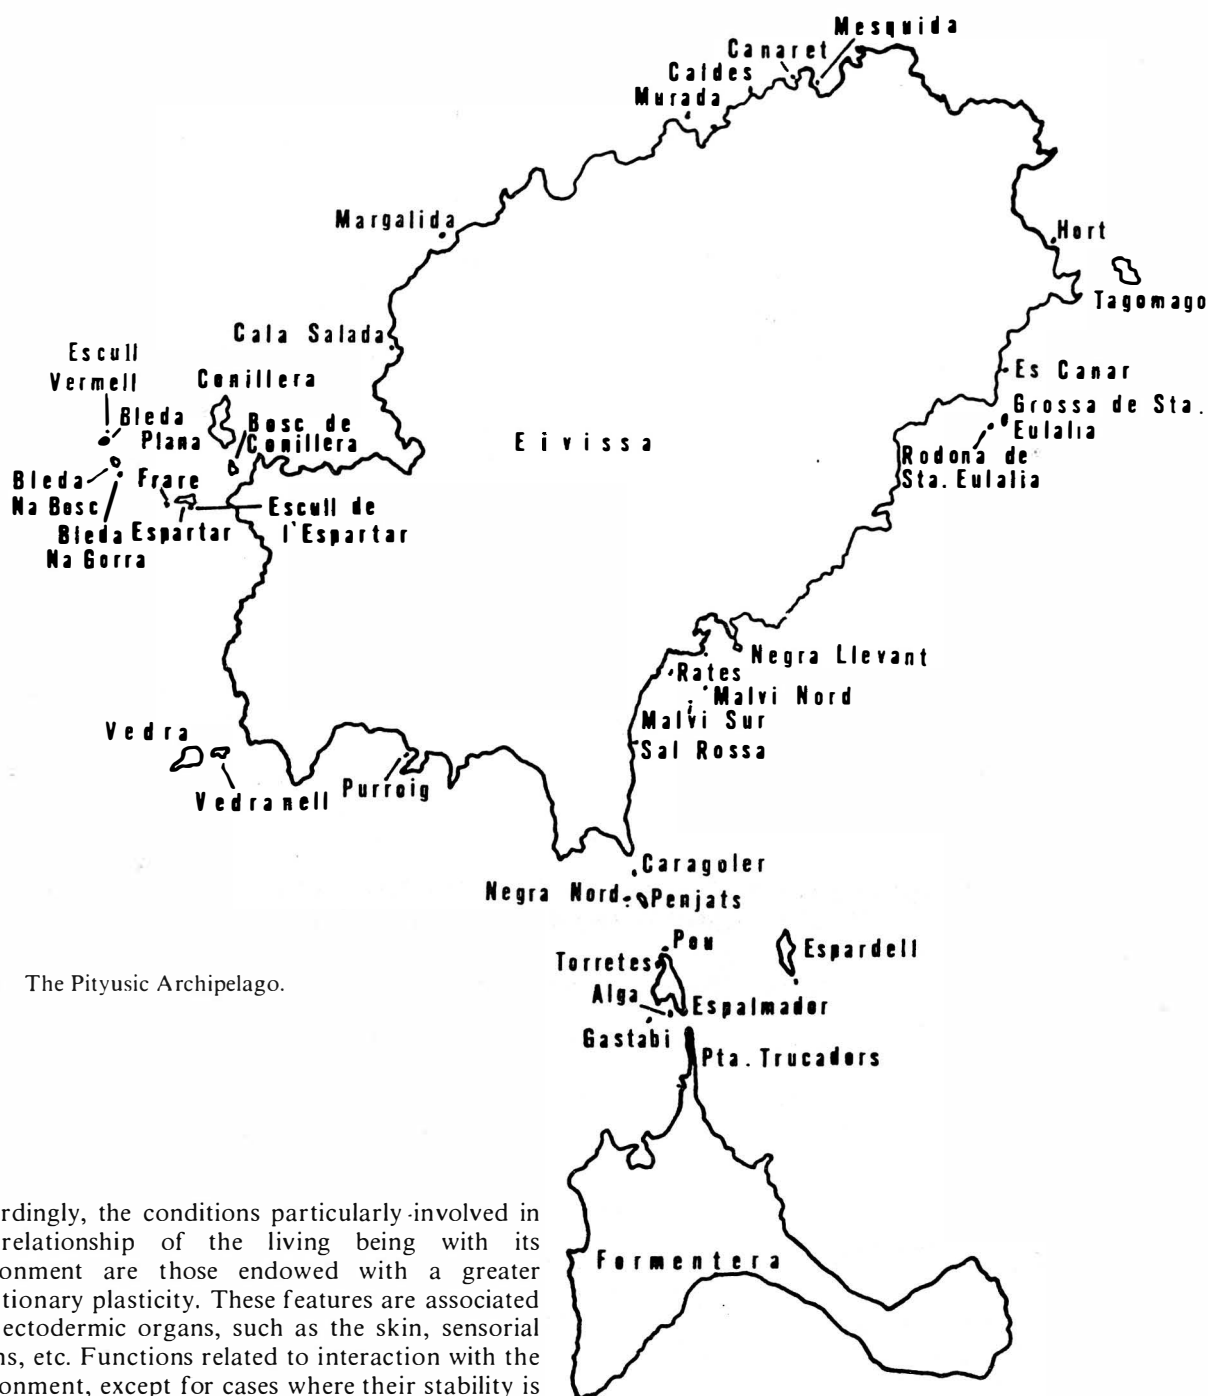 Mesquida
Canaret
Caldes
Murada
Margalida
Hort
Tagomago
Cala Salada
Escull
Vermell
Conillera
Es Canar
Bleda
Plana
Bosc de
Conillera
Eivissa
Grossa de Sta.
Eulalia
Rodona de
Sta. Eulalia
Bleda
Na Bosc
Frare
Escull de
l'Espartar
Bleda
Na Gorra
Espartar
Negra Llevant
Rates
Malvi Nord
Malvi Sur
Sal Rossa
Vedra
Vedranell
Purroig
Caragoler
Negra Nord
Penjats
Pou
Espardell
Torretes
Alga
Espalmador
Gastabi
Pta. Trucadors
The Pityusic Archipelago.
Formentera
rdingly, the conditions particularly involved in
relationship of the living being with its
onment are those endowed with a greater
tionary plasticity. These features are associated
ectodermic organs, such as the skin, sensorial
ns, etc. Functions related to interaction with the
onment, except for cases where their stability is